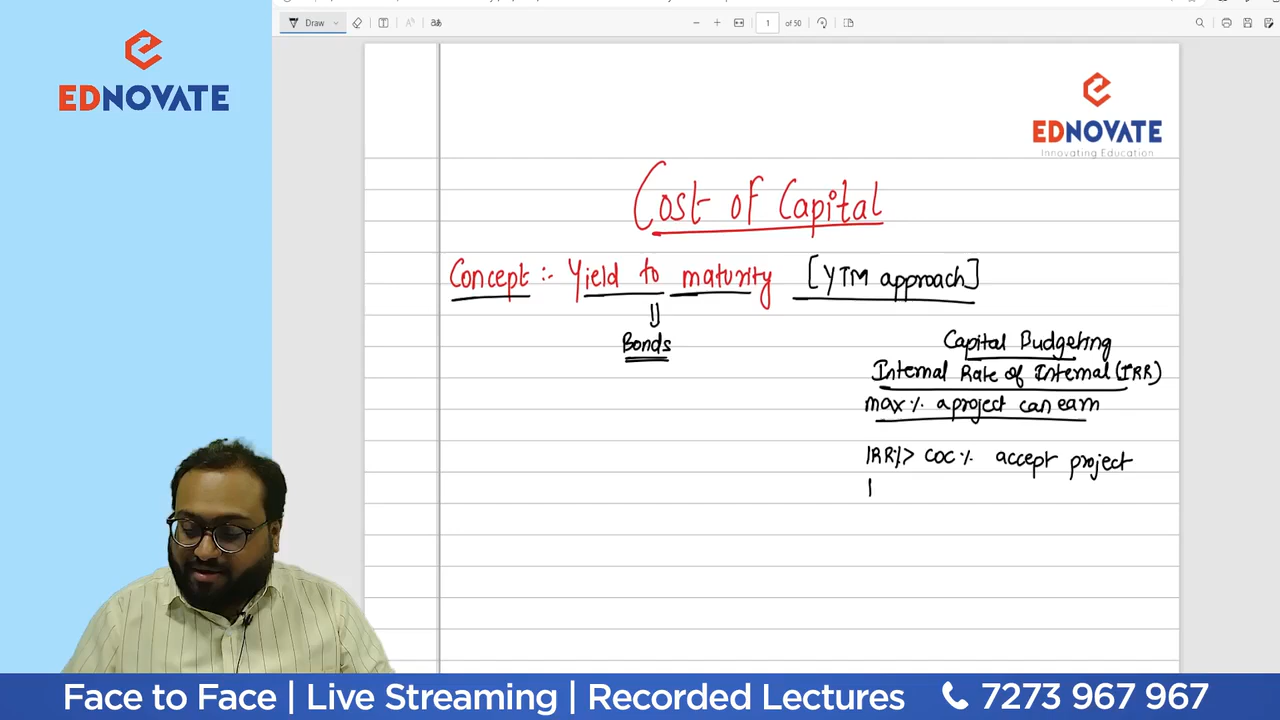 EDNOVATE
Draw
1
of 50
EDNOVATE
Innovating Education
Cost of Capital
Concept :- Yield to maturity [YTM approach]
Bonds
Capital Budgeting
Internal Rate of Internal (IRR)
max % a project can earn
IRR% > COC % accept project
I
Face to Face | Live Streaming | Recorded Lectures 7273 967 967